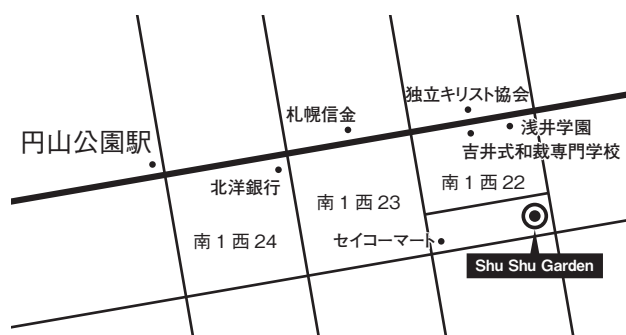 独立キリスト協会
札幌信金
浅井学園
円山公園駅
吉井式和裁専門学校
北洋銀行
南1西22
南1西23
南1西24
セイコーマート
Shu Shu Garden